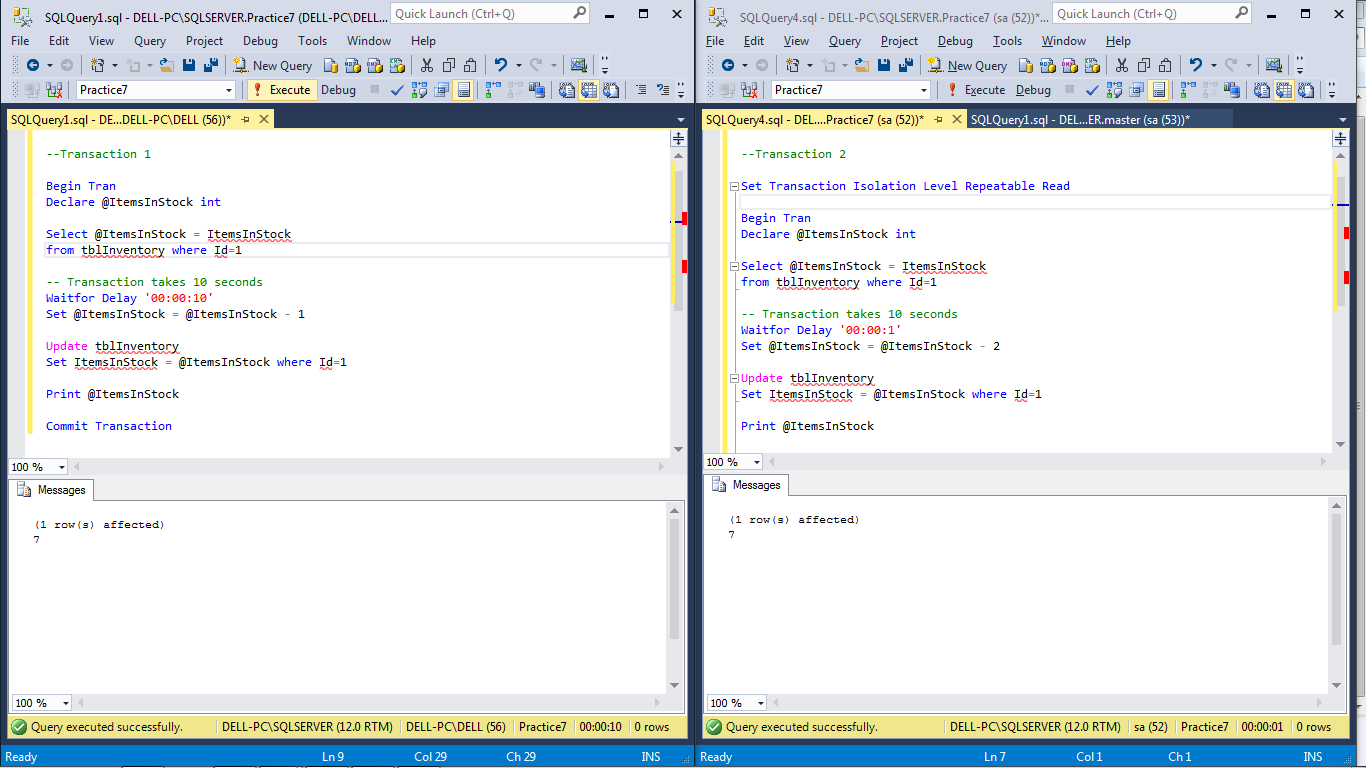 SQLQuery1.sql - DELL-PC\SQLSERVER.Practice7 (DELL-PC\DELL...
Quick Launch (Ctrl+Q)
File Edit View Query Project Debug Tools Window Help
New Query
Practice7
Execute Debug
SQLQuery1.sql - DE...DELL-PC\DELL (56))*
--Transaction 1
Begin Tran
Declare @ItemsInStock int
Select @ItemsInStock = ItemsInStock
from tblInventory where Id=1
-- Transaction takes 10 seconds
Waitfor Delay '00:00:10'
Set @ItemsInStock = @ItemsInStock - 1
Update tblInventory
Set ItemsInStock = @ItemsInStock where Id=1
Print @ItemsInStock
Commit Transaction
100 %
Messages
(1 row(s) affected)
7
100 %
Query executed successfully. DELL-PC\SQLSERVER (12.0 RTM) DELL-PC\DELL (56) Practice7 00:00:10 0 rows
Ready Ln 9 Col 29 Ch 29 INS
SQLQuery4.sql - DELL-PC\SQLSERVER.Practice7 (sa (52))*...
Quick Launch (Ctrl+Q)
File Edit View Query Project Debug Tools Window Help
New Query
Practice7
Execute Debug
SQLQuery4.sql - DEL....Practice7 (sa (52))* SQLQuery1.sql - DEL...ER.master (sa (53))*
--Transaction 2
Set Transaction Isolation Level Repeatable Read
Begin Tran
Declare @ItemsInStock int
Select @ItemsInStock = ItemsInStock
from tblInventory where Id=1
-- Transaction takes 10 seconds
Waitfor Delay '00:00:1'
Set @ItemsInStock = @ItemsInStock - 2
Update tblInventory
Set ItemsInStock = @ItemsInStock where Id=1
Print @ItemsInStock
100 %
Messages
(1 row(s) affected)
7
100 %
Query executed successfully. DELL-PC\SQLSERVER (12.0 RTM) sa (52) Practice7 00:00:01 0 rows
Ready Ln 7 Col 1 Ch 1 INS